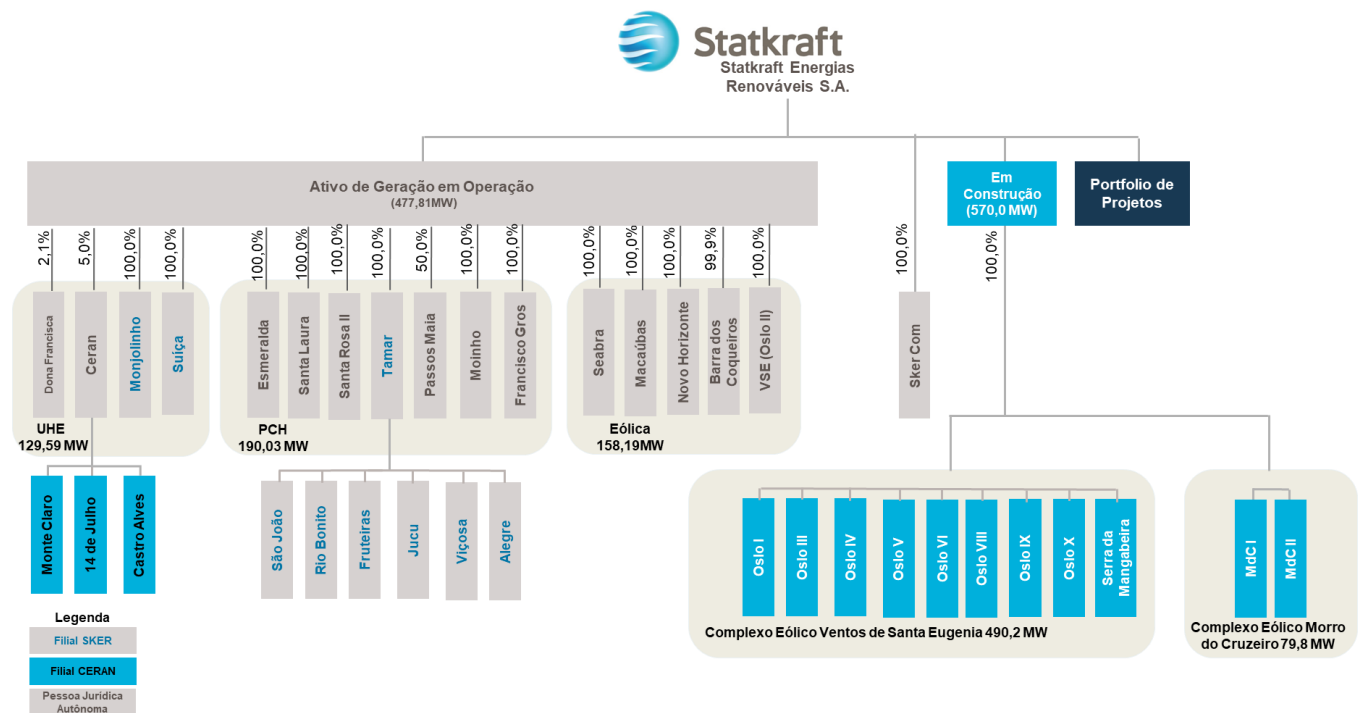 Statkraft
Statkraft Energias
Renováveis S.A.
Ativo de Geração em Operação
(477,81MW)
Em
Construção
(570,0 MW)
Portfolio de
Projetos
2,1%
5,0%
100,0%
100,0%
100,0%
100,0%
100,0%
100,0%
50,0%
100,0%
100,0%
100,0%
100,0%
100,0%
99,9%
100,0%
100,0%
100,0%
Dona Francisca
Ceran
Monjolinho
Suíça
Esmeralda
Santa Laura
Santa Rosa II
Tamar
Passos Maia
Moinho
Francisco Gros
Seabra
Macaúbas
Novo Horizonte
Barra dos
Coqueiros
VSE (Oslo II)
Sker Com
UHE
129,59 MW
PCH
190,03 MW
Eólica
158,19MW
Monte Claro
14 de Julho
Castro Alves
São João
Rio Bonito
Fruteiras
Jucu
Viçosa
Alegre
Oslo I
Oslo III
Oslo IV
Oslo V
Oslo VI
Oslo VIII
Oslo IX
Oslo X
Serra da
Mangabeira
MdC I
MdC II
Complexo Eólico Ventos de Santa Eugenia 490,2 MW
Complexo Eólico Morro
do Cruzeiro 79,8 MW
Legenda
Filial SKER
Filial CERAN
Pessoa Jurídica
Autônoma